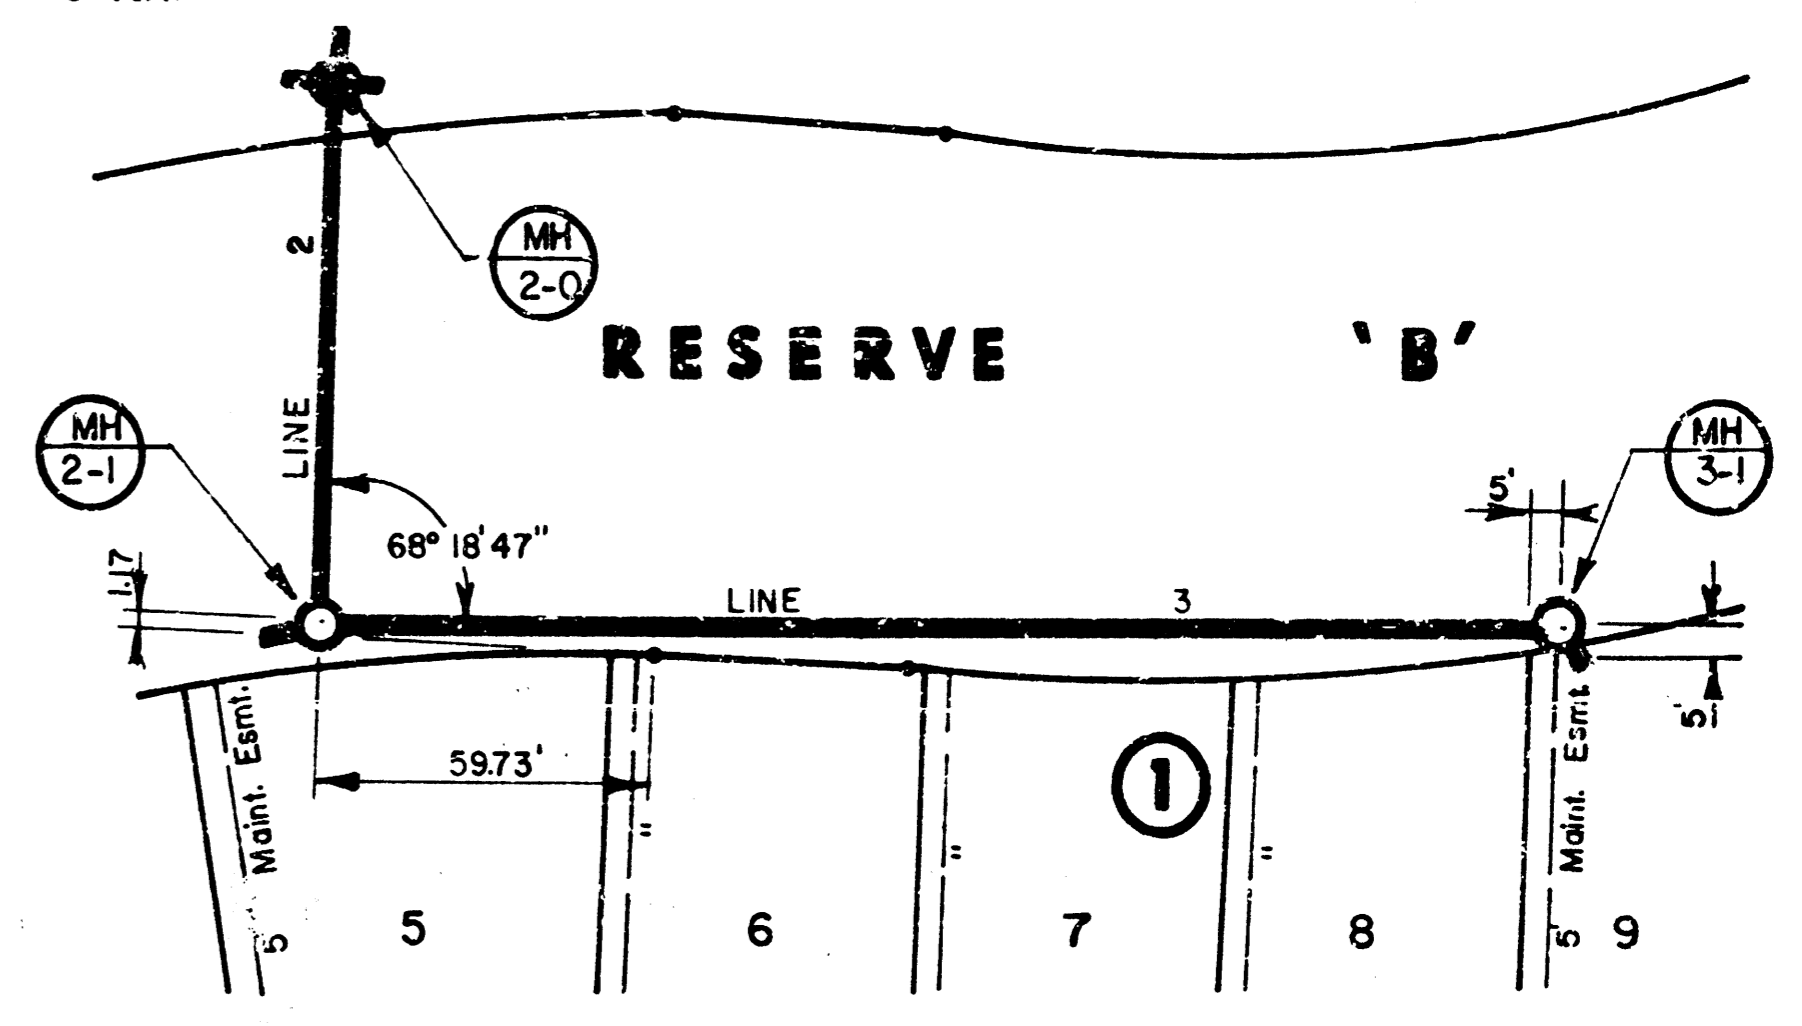 MH
2-0
2
RESERVE 'B'
LINE
MH
2-1
MH
3-1
5'
68° 18' 47"
1.17
LINE 3
5'
59.73'
5' Maint. Esmt.
"
"
"
5' Maint. Esmt.
1
5 6 7 8 9